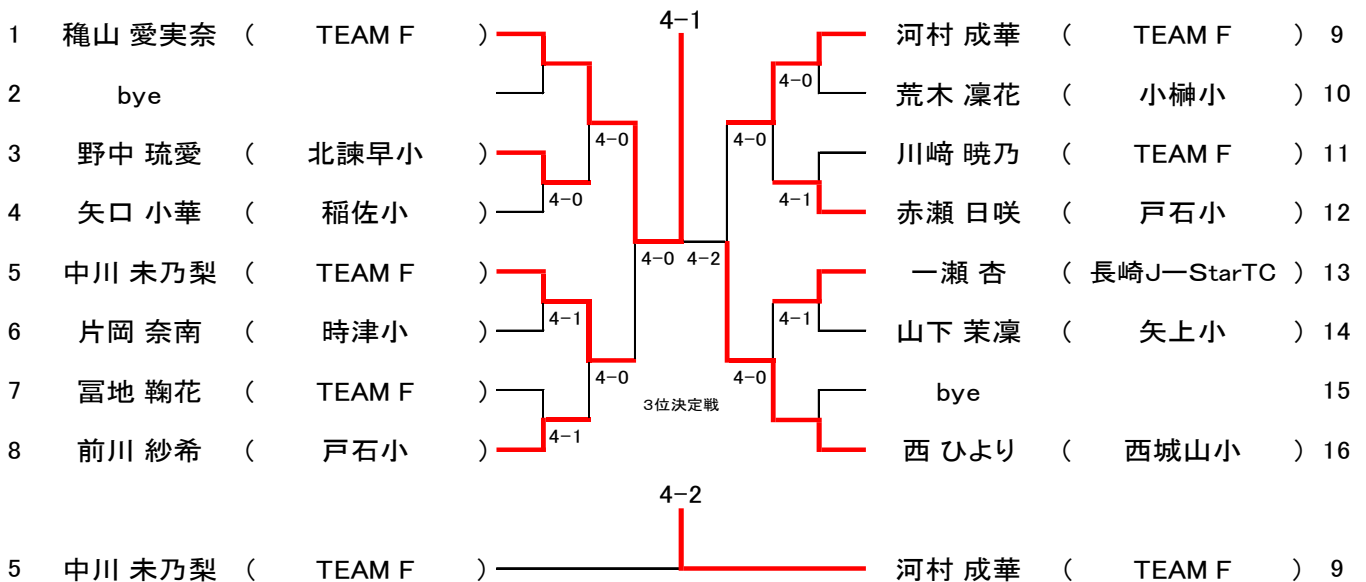 4-1
1 穐山 愛実奈 ( TEAM F ) 河村 成華 ( TEAM F ) 9
4-0
2 bye 荒木 凜花 ( 小榊小 ) 10
4-0 4-0
3 野中 琉愛 ( 北諫早小 ) 川﨑 暁乃 ( TEAM F ) 11
4-0 4-1
4 矢口 小華 ( 稲佐小 ) 赤瀬 日咲 ( 戸石小 ) 12
4-0 4-2
5 中川 未乃梨 ( TEAM F ) 一瀬 杏 ( 長崎J-StarTC ) 13
4-1 4-1
6 片岡 奈南 ( 時津小 ) 山下 茉凜 ( 矢上小 ) 14
4-0 4-0
7 冨地 鞠花 ( TEAM F ) bye 15
3位決定戦
4-1
8 前川 紗希 ( 戸石小 ) 西 ひより ( 西城山小 ) 16
4-2
5 中川 未乃梨 ( TEAM F ) 河村 成華 ( TEAM F ) 9